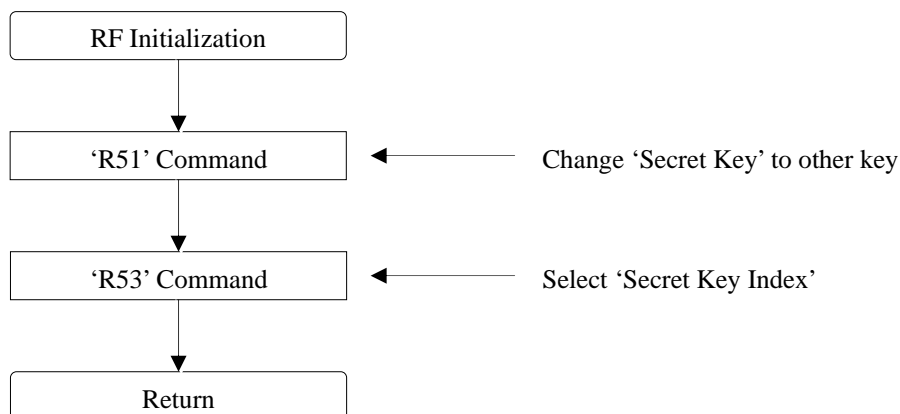 RF Initialization
‘R51’ Command
Change ‘Secret Key’ to other key
‘R53’ Command
Select ‘Secret Key Index’
Return